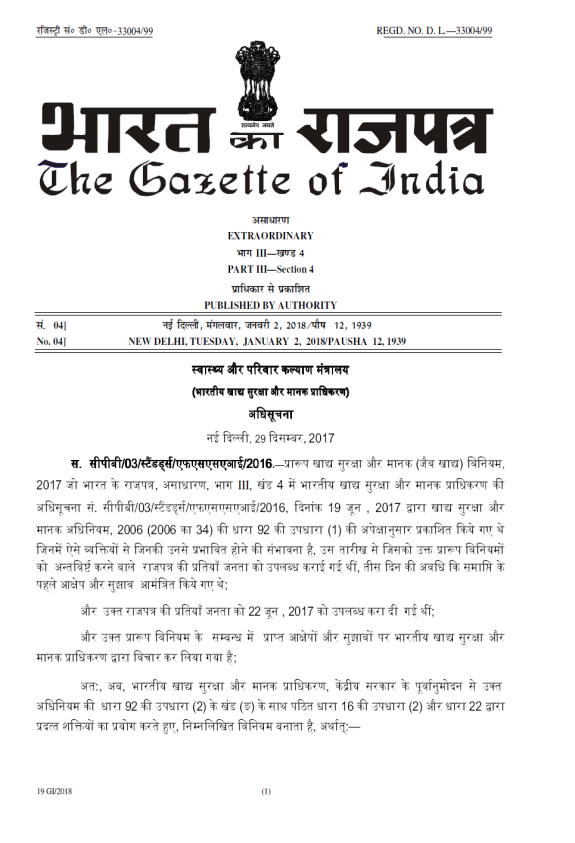 रजिस्ट्री सं० डी० एल०-33004/99
REGD. NO. D. L.—33004/99
सत्यमेव जयते
भारत का राजपत्र
The Gazette of India
असाधारण
EXTRAORDINARY
भाग III—खण्ड 4
PART III—Section 4
प्राधिकार से प्रकाशित
PUBLISHED BY AUTHORITY
सं. 04] नई दिल्ली, मंगलवार, जनवरी 2, 2018/पौष 12, 1939
No. 04] NEW DELHI, TUESDAY, JANUARY 2, 2018/PAUSHA 12, 1939
स्वास्थ्य और परिवार कल्याण मंत्रालय
(भारतीय खाद्य सुरक्षा और मानक प्राधिकरण)
अधिसूचना
नई दिल्ली, 29 दिसम्बर, 2017
स. सीपीबी/03/स्टैंडर्ड्स/एफएसएसएआई/2016.—प्रारूप खाद्य सुरक्षा और मानक (जैव खाद्य) विनियम,
2017 जो भारत के राजपत्र, असाधारण, भाग III, खंड 4 में भारतीय खाद्य सुरक्षा और मानक प्राधिकरण की
अधिसूचना सं. सीपीबी/03/स्टैंडर्ड्स/एफएसएसएआई/2016, दिनांक 19 जून , 2017 द्वारा खाद्य सुरक्षा और
मानक अधिनियम, 2006 (2006 का 34) की धारा 92 की उपधारा (1) की अपेक्षानुसार प्रकाशित किये गए थे
जिनमें ऐसे व्यक्तियों से जिनकी उनसे प्रभावित होने की संभावना है, उस तारीख से जिसको उक्त प्रारूप विनियमों
को अन्तविर्ष्ट करने वाले राजपत्र की प्रतियाँ जनता को उपलब्ध कराई गई थीं, तीस दिन की अवधि कि समाप्ति के
पहले आक्षेप और सुझाव आमंत्रित किये गए थे;
और उक्त राजपत्र की प्रतियाँ जनता को 22 जून , 2017 को उपलब्ध करा दी गई थीं;
और उक्त प्रारूप विनियम के सम्बन्ध में प्राप्त आक्षेपों और सुझावों पर भारतीय खाद्य सुरक्षा और
मानक प्राधिकरण द्वारा विचार कर लिया गया है;
अत:, अब, भारतीय खाद्य सुरक्षा और मानक प्राधिकरण, केंद्रीय सरकार के पूर्वानुमोदन से उक्त
अधिनियम की धारा 92 की उपधारा (2) के खंड (ङ) के साथ पठित धारा 16 की उपधारा (2) और धारा 22 द्वारा
प्रदत्त शक्तियों का प्रयोग करते हुए, निम्नलिखित विनियम बनाता है, अर्थात्:—
19 GI/2018
(1)